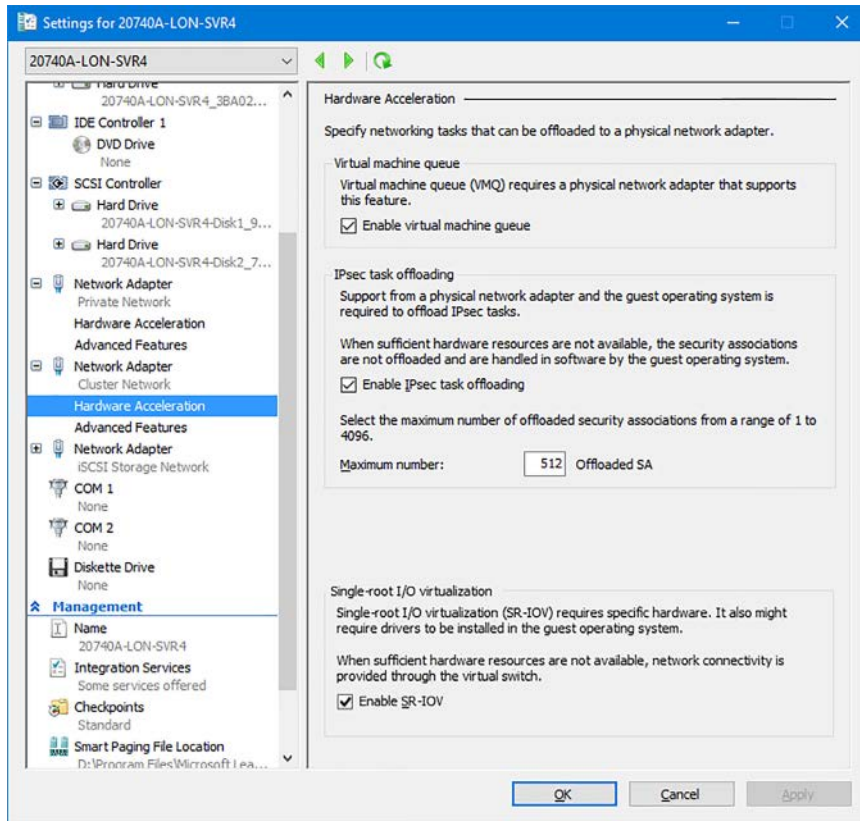 Settings for 20740A-LON-SVR4
20740A-LON-SVR4
Hard Drive
20740A-LON-SVR4_3BA02...
IDE Controller 1
DVD Drive
None
SCSI Controller
Hard Drive
20740A-LON-SVR4-Disk1_9...
Hard Drive
20740A-LON-SVR4-Disk2_7...
Network Adapter
Private Network
Hardware Acceleration
Advanced Features
Network Adapter
Cluster Network
Hardware Acceleration
Advanced Features
Network Adapter
iSCSI Storage Network
COM 1
None
COM 2
None
Diskette Drive
None
Management
Name
20740A-LON-SVR4
Integration Services
Some services offered
Checkpoints
Standard
Smart Paging File Location
D:\Program Files\Microsoft Lea...
Hardware Acceleration
Specify networking tasks that can be offloaded to a physical network adapter.
Virtual machine queue
Virtual machine queue (VMQ) requires a physical network adapter that supports
this feature.
Enable virtual machine queue
IPsec task offloading
Support from a physical network adapter and the guest operating system is
required to offload IPsec tasks.
When sufficient hardware resources are not available, the security associations
are not offloaded and are handled in software by the guest operating system.
Enable IPsec task offloading
Select the maximum number of offloaded security associations from a range of 1 to
4096.
Maximum number: 512 Offloaded SA
Single-root I/O virtualization
Single-root I/O virtualization (SR-IOV) requires specific hardware. It also might
require drivers to be installed in the guest operating system.
When sufficient hardware resources are not available, network connectivity is
provided through the virtual switch.
Enable SR-IOV
OK Cancel Apply